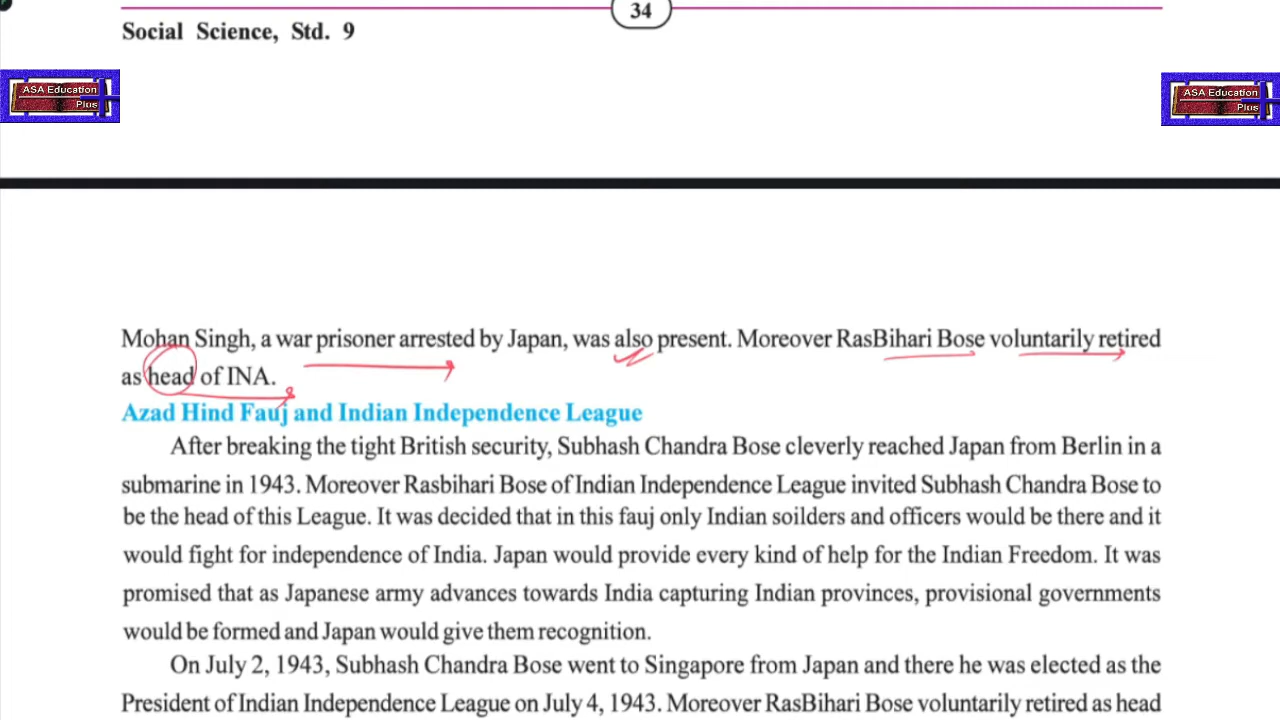 34
Social Science, Std. 9
ASA Education
Plus
ASA Education
Plus
Mohan Singh, a war prisoner arrested by Japan, was also present. Moreover RasBihari Bose voluntarily retired
as head of INA.
Azad Hind Fauj and Indian Independence League
After breaking the tight British security, Subhash Chandra Bose cleverly reached Japan from Berlin in a
submarine in 1943. Moreover Rasbihari Bose of Indian Independence League invited Subhash Chandra Bose to
be the head of this League. It was decided that in this fauj only Indian soilders and officers would be there and it
would fight for independence of India. Japan would provide every kind of help for the Indian Freedom. It was
promised that as Japanese army advances towards India capturing Indian provinces, provisional governments
would be formed and Japan would give them recognition.
On July 2, 1943, Subhash Chandra Bose went to Singapore from Japan and there he was elected as the
President of Indian Independence League on July 4, 1943. Moreover RasBihari Bose voluntarily retired as head